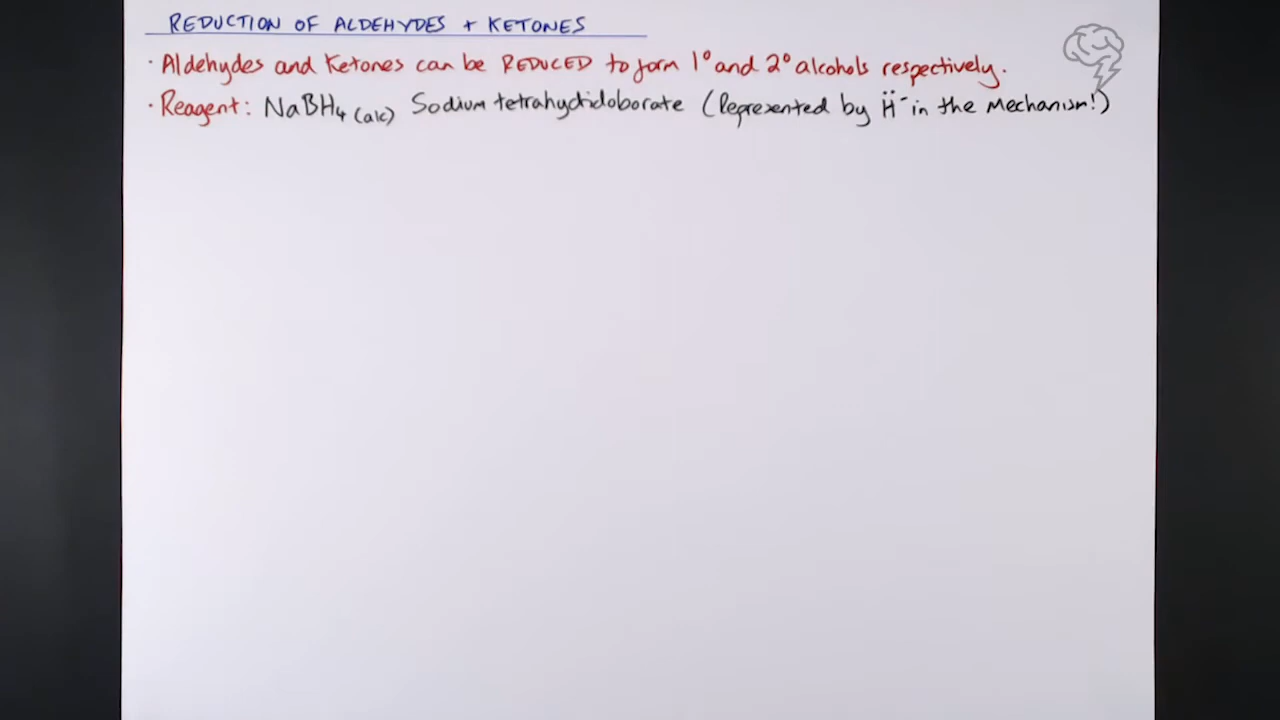 REDUCTION OF ALDEHYDES + KETONES
· Aldehydes and Ketones can be REDUCED to form 1° and 2° alcohols respectively.
· Reagent: NaBH₄ (alc) Sodium tetrahydridoborate (Represented by :H⁻ in the Mechanism!)